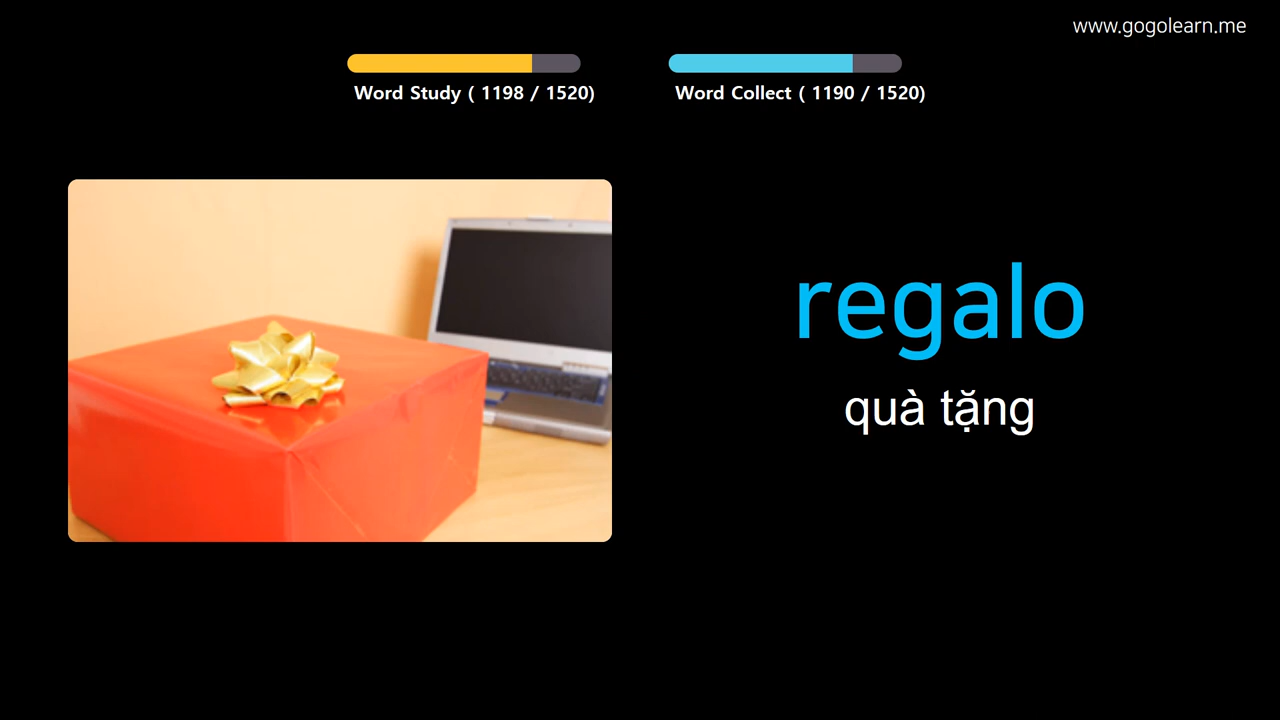 www.gogolearn.me
Word Study ( 1198 / 1520)
Word Collect ( 1190 / 1520)
regalo
quà tặng